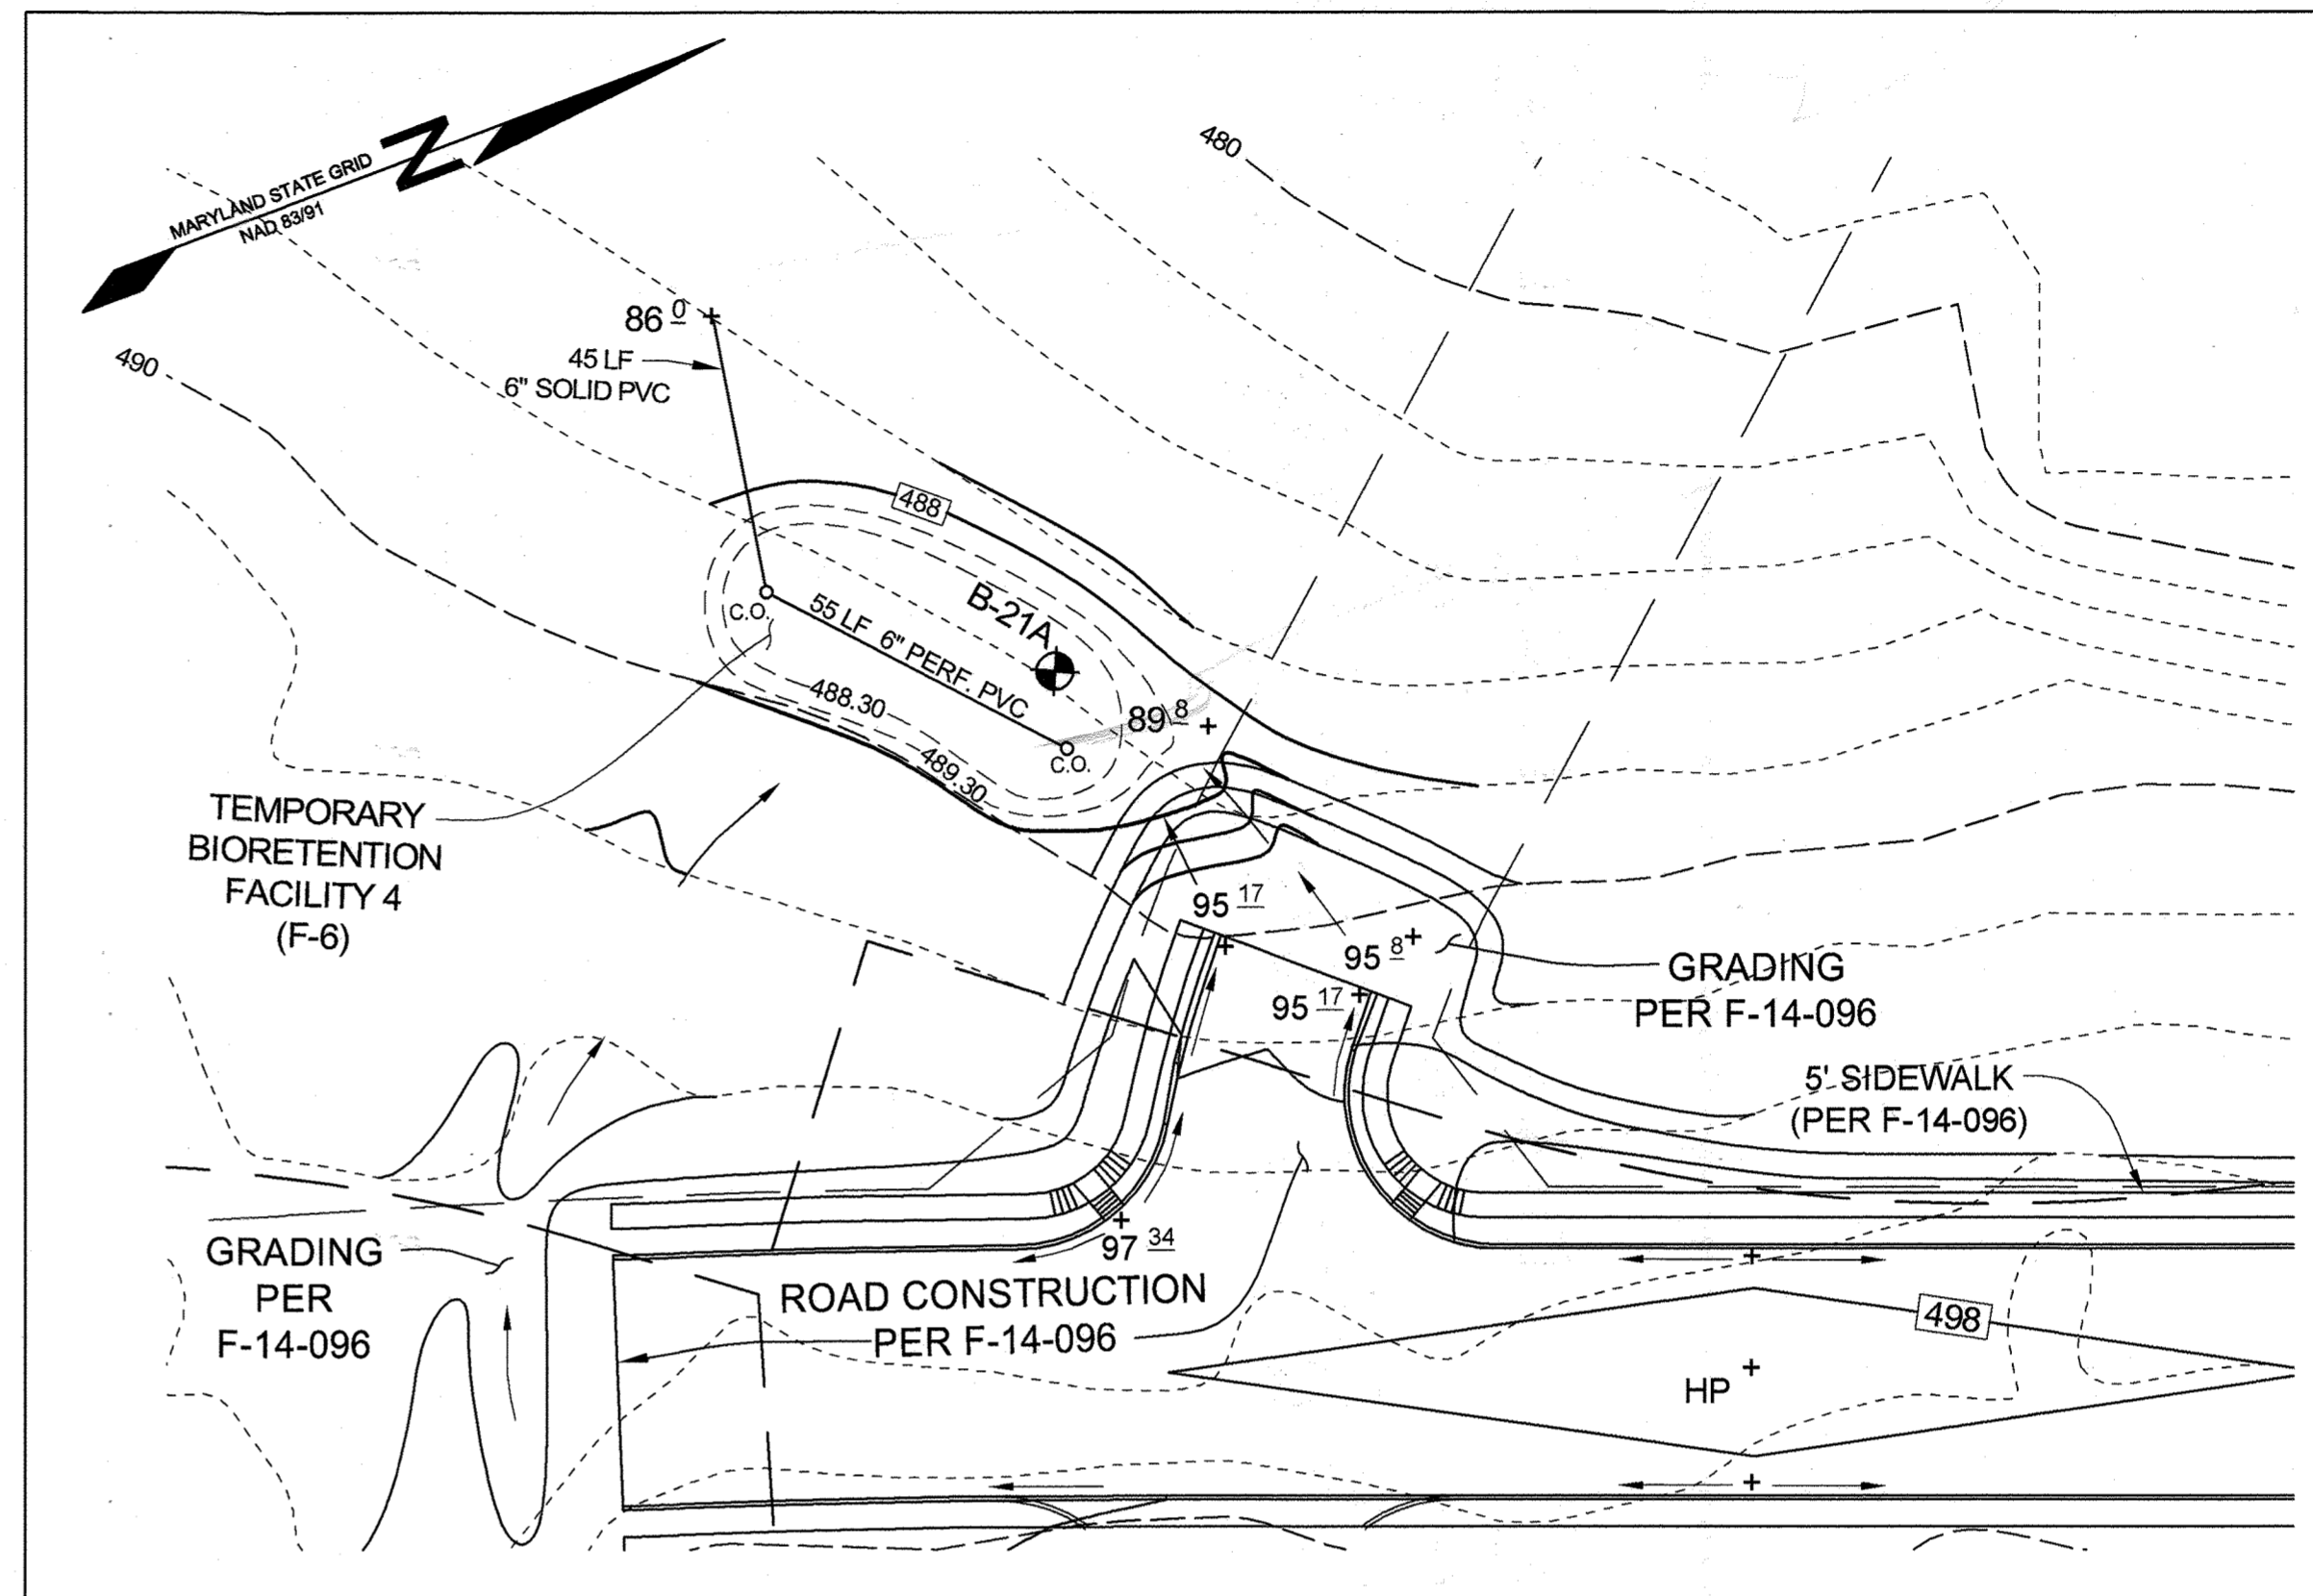 MARYLAND STATE GRID
N
NAD 83/91
480
86 0
45 LF
6" SOLID PVC
490
488
B-21A
C.O.
55 LF 6" PERF. PVC
488.30
89 8
489.30
C.O.
TEMPORARY
BIORETENTION
FACILITY 4
(F-6)
95 17
95 8
GRADING
PER F-14-096
95 17
5' SIDEWALK
(PER F-14-096)
97 34
GRADING
PER
F-14-096
ROAD CONSTRUCTION
PER F-14-096
498
HP